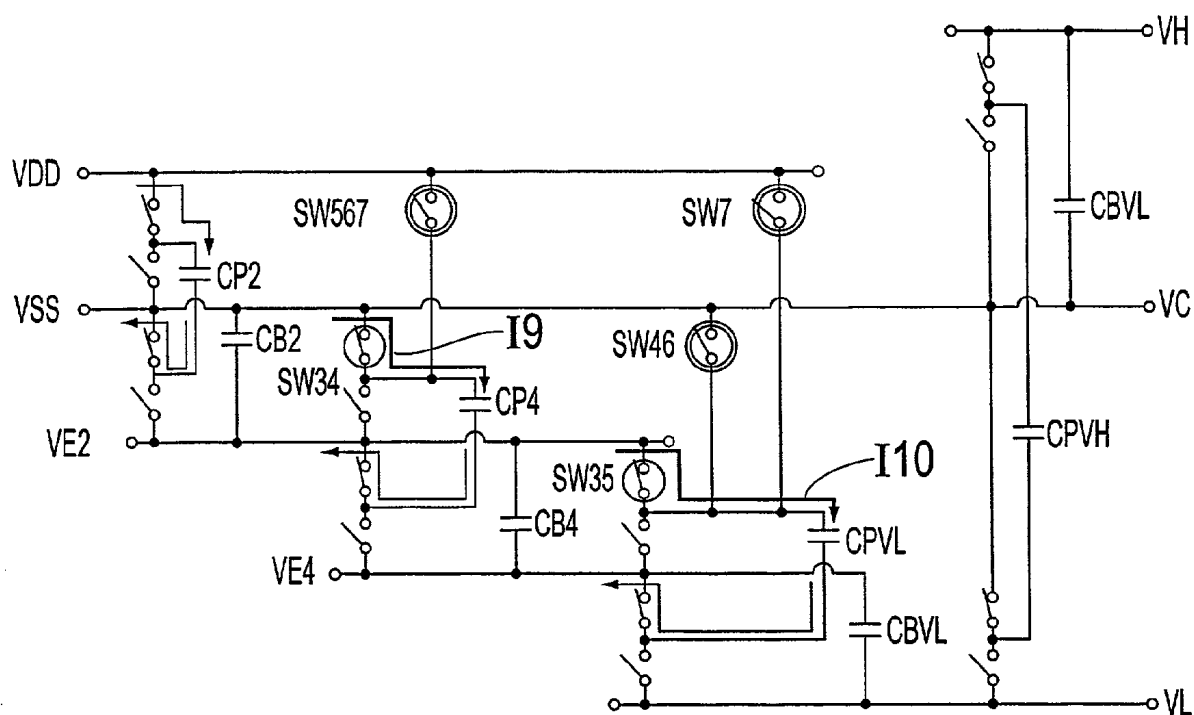 VH
VDD
SW567
SW7
CBVL
CP2
VSS
VC
CB2
I9
SW46
SW34
CP4
CPVH
VE2
SW35
I10
CB4
CPVL
VE4
CBVL
VL